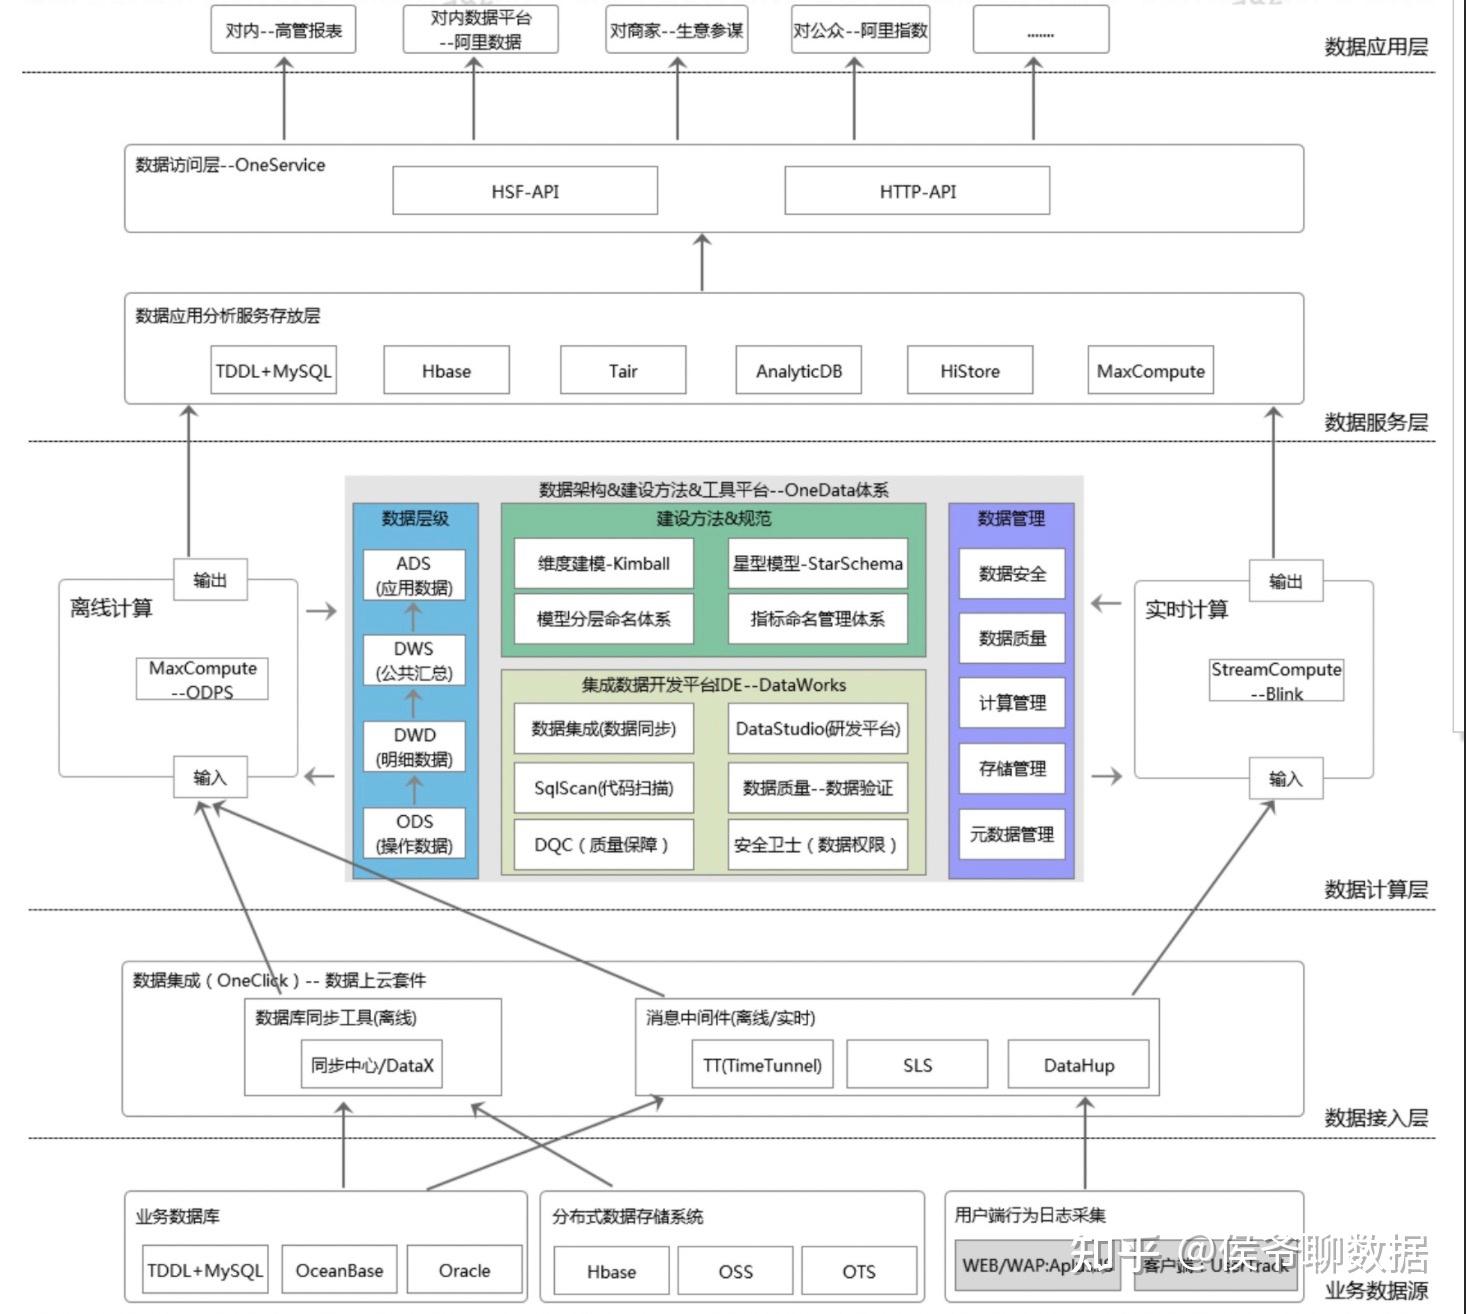 对内--高管报表
对内数据平台
--阿里数据
对商家--生意参谋
对公众--阿里指数
.......
数据应用层
数据访问层--OneService
HSF-API
HTTP-API
数据应用分析服务存放层
TDDL+MySQL
Hbase
Tair
AnalyticDB
HiStore
MaxCompute
数据服务层
数据架构&建设方法&工具平台--OneData体系
数据层级
ADS
(应用数据)
DWS
(公共汇总)
DWD
(明细数据)
ODS
(操作数据)
建设方法&规范
维度建模-Kimball
星型模型-StarSchema
模型分层命名体系
指标命名管理体系
集成数据开发平台IDE--DataWorks
数据集成(数据同步)
DataStudio(研发平台)
SqlScan(代码扫描)
数据质量--数据验证
DQC（质量保障）
安全卫士（数据权限）
数据管理
数据安全
数据质量
计算管理
存储管理
元数据管理
输出
离线计算
MaxCompute
--ODPS
输入
输出
实时计算
StreamCompute
--Blink
输入
数据计算层
数据集成（OneClick）-- 数据上云套件
数据库同步工具(离线)
同步中心/DataX
消息中间件(离线/实时)
TT(TimeTunnel)
SLS
DataHup
数据接入层
业务数据库
TDDL+MySQL
OceanBase
Oracle
分布式数据存储系统
Hbase
OSS
OTS
用户端行为日志采集
WEB/WAP:Aplus
客户端：UserTrack
业务数据源
知乎 @侯爷聊数据